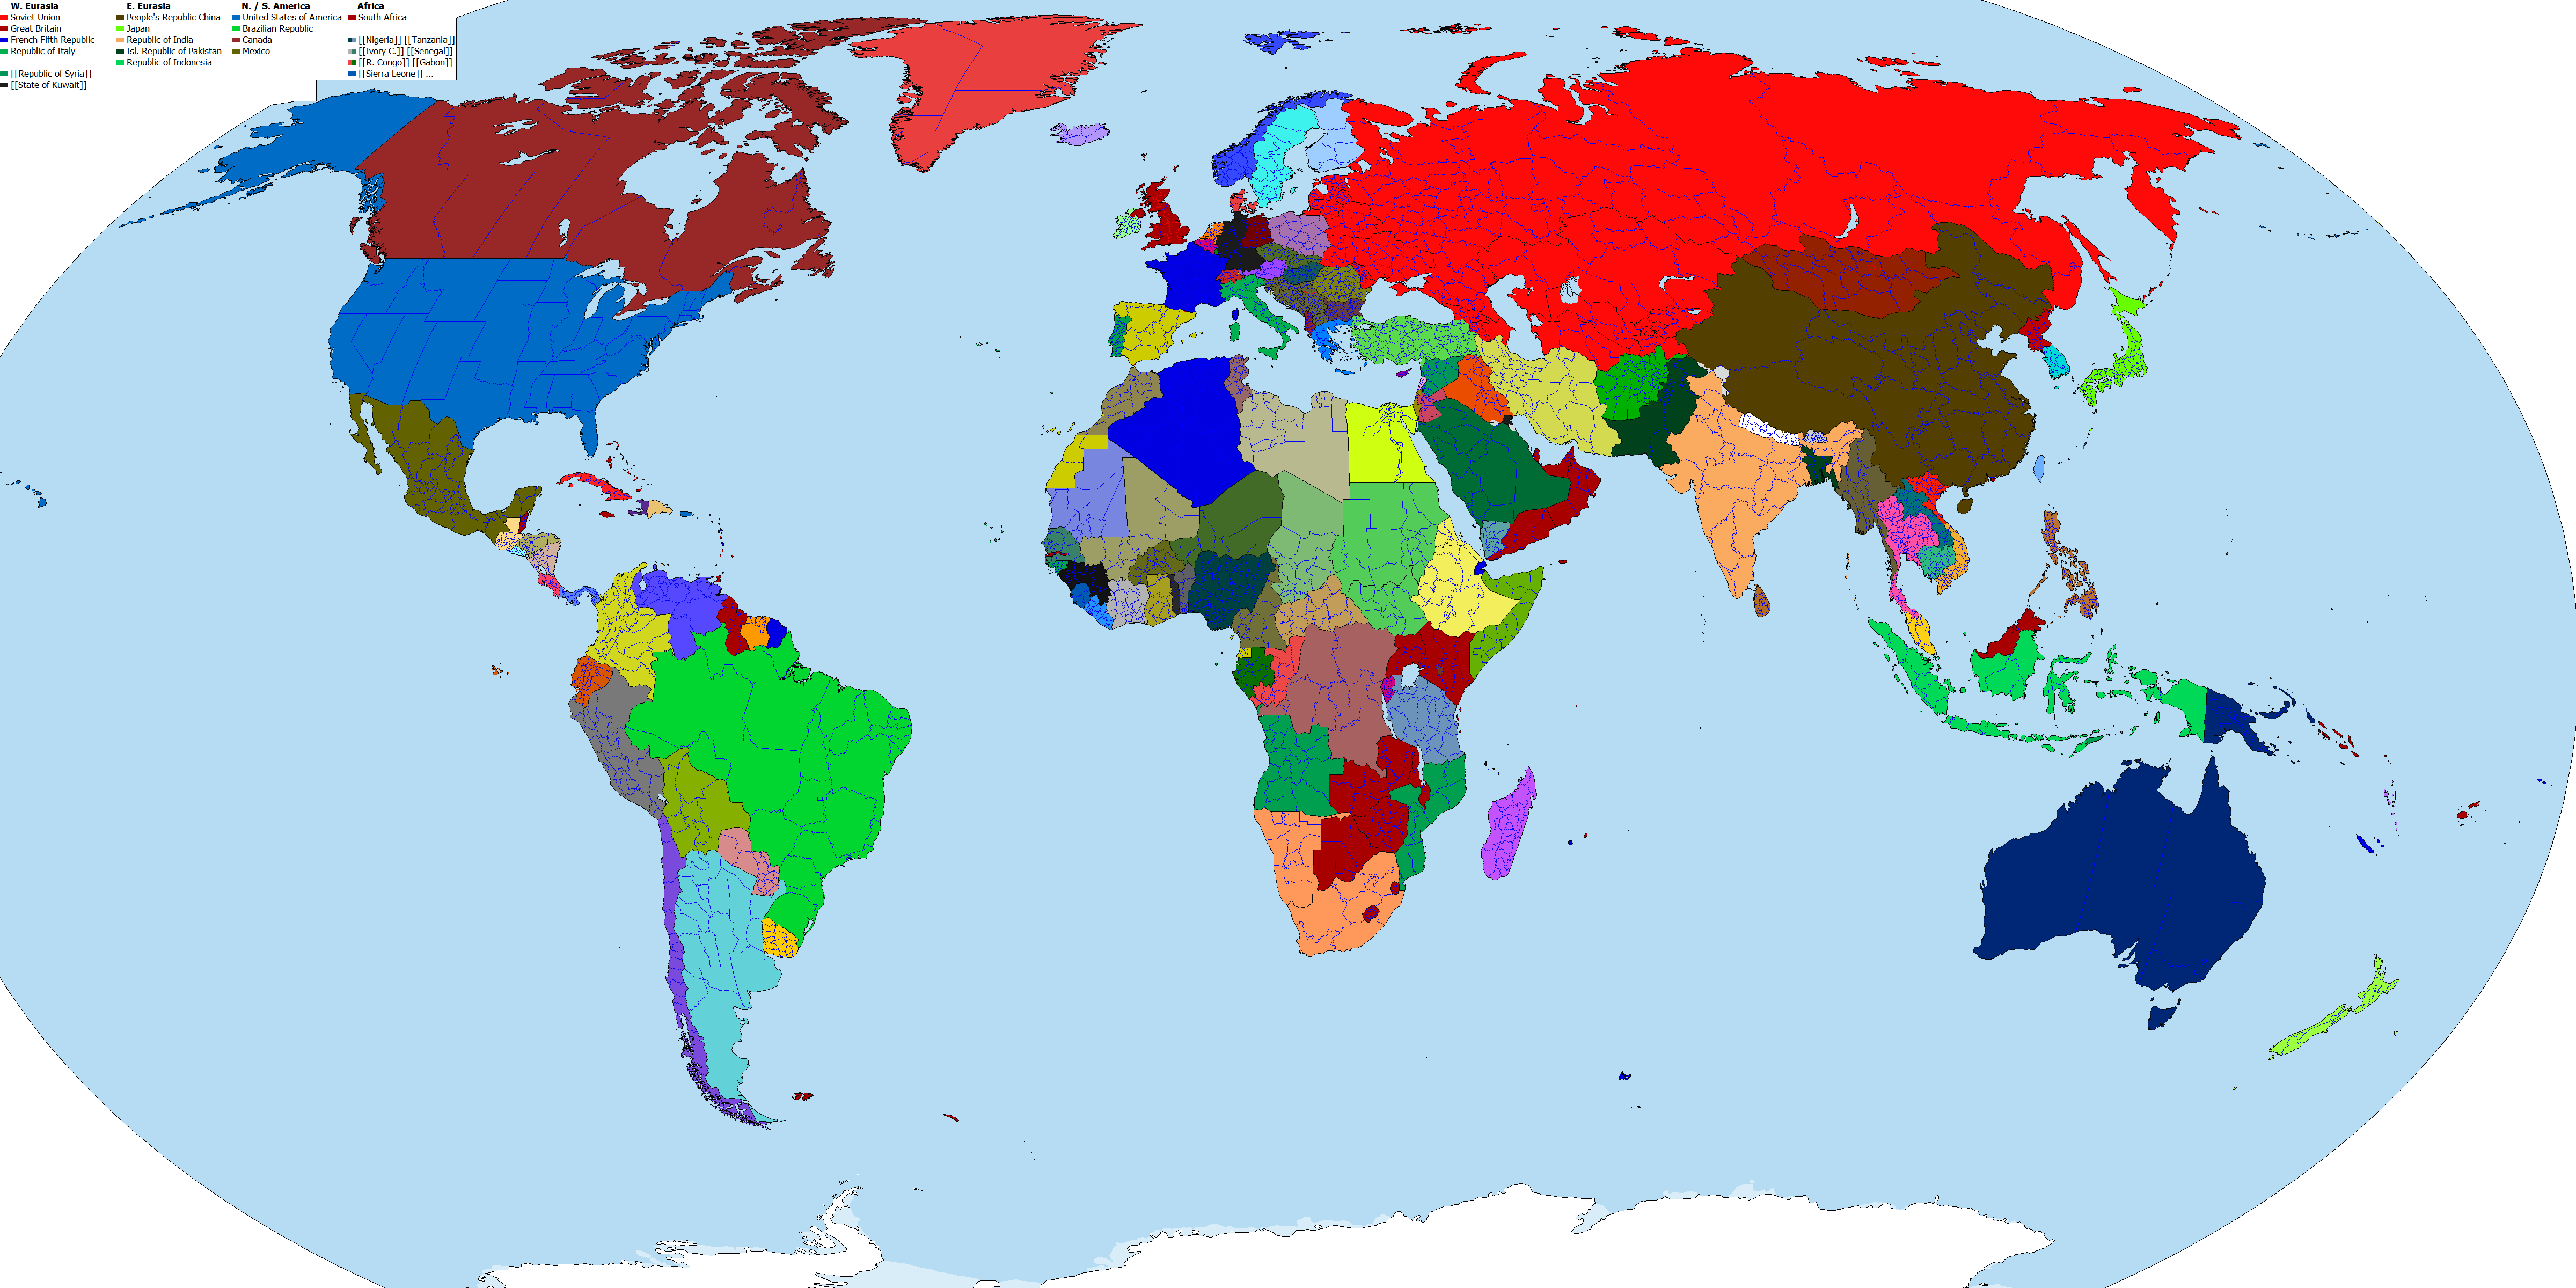 W. Eurasia
Soviet Union
Great Britain
French Fifth Republic
Republic of Italy
[[Republic of Syria]]
[[State of Kuwait]]
E. Eurasia
People's Republic China
Japan
Republic of India
Isl. Republic of Pakistan
Republic of Indonesia
N. / S. America
United States of America
Brazilian Republic
Canada
Mexico
Africa
South Africa
[[Nigeria]] [[Tanzania]]
[[Ivory C.]] [[Senegal]]
[[R. Congo]] [[Gabon]]
[[Sierra Leone]] ...